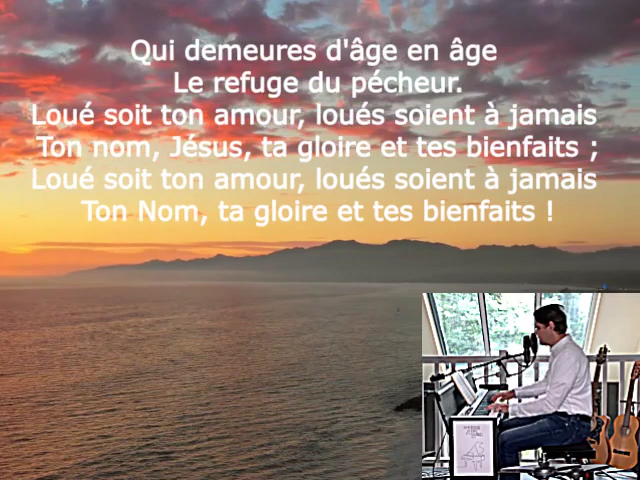 Qui demeures d'âge en âge
Le refuge du pécheur.
Loué soit ton amour, loués soient à jamais
Ton nom, Jésus, ta gloire et tes bienfaits ;
Loué soit ton amour, loués soient à jamais
Ton Nom, ta gloire et tes bienfaits !